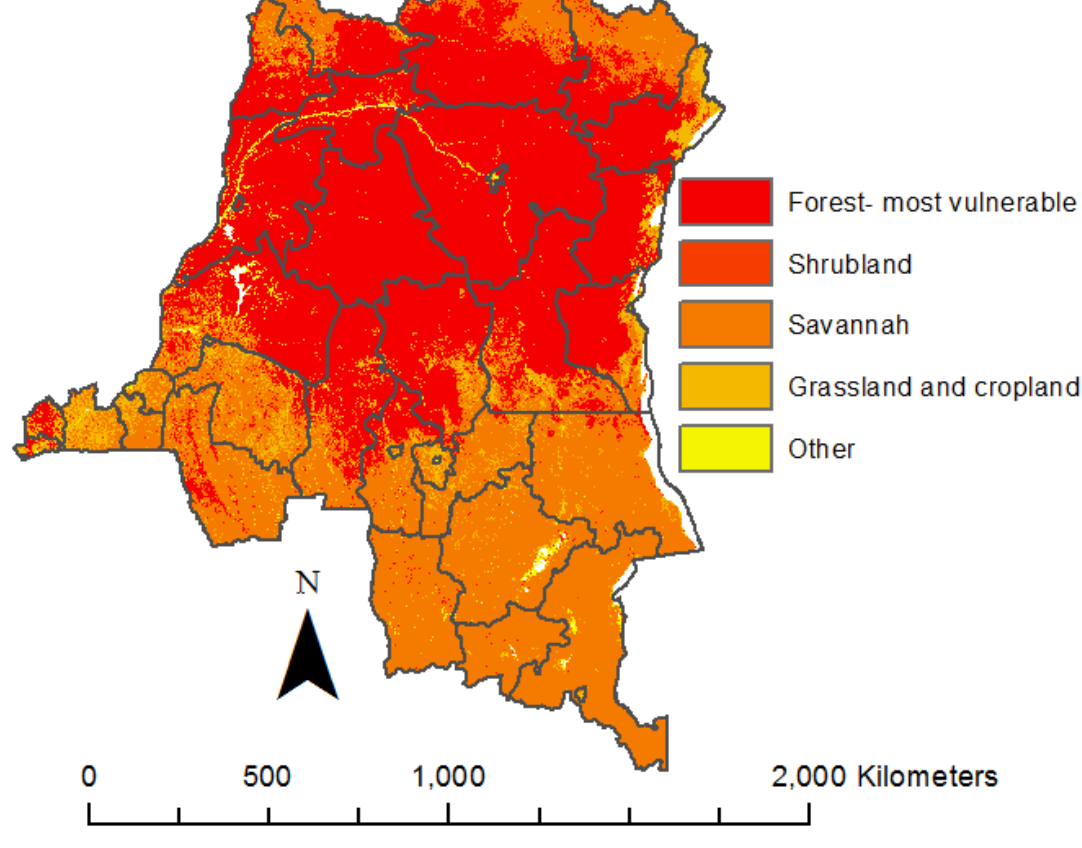 Forest- most vulnerable
Shrubland
Savannah
Grassland and cropland
Other
N
0 500 1,000 2,000 Kilometers